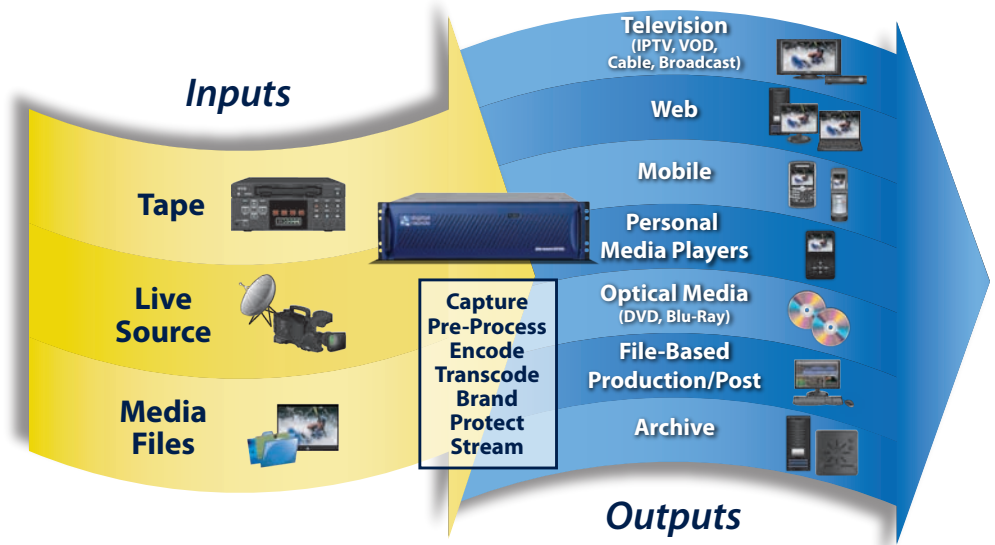 Inputs
Tape
Live
Source
Media
Files
Capture
Pre-Process
Encode
Transcode
Brand
Protect
Stream
Television
(IPTV, VOD,
Cable, Broadcast)
Web
Mobile
Personal
Media Players
Optical Media
(DVD, Blu-Ray)
File-Based
Production/Post
Archive
Outputs